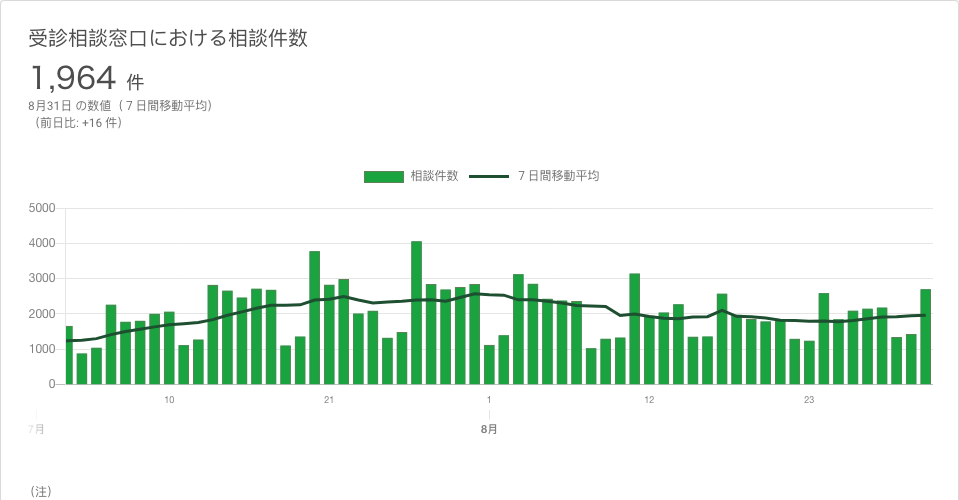 受診相談窓口における相談件数
1,964 件
8月31日 の数値（７日間移動平均）
（前日比: +16 件）
相談件数 ７日間移動平均
5000
4000
3000
2000
1000
0
10 21 1 12 23
7月 8月
（注）